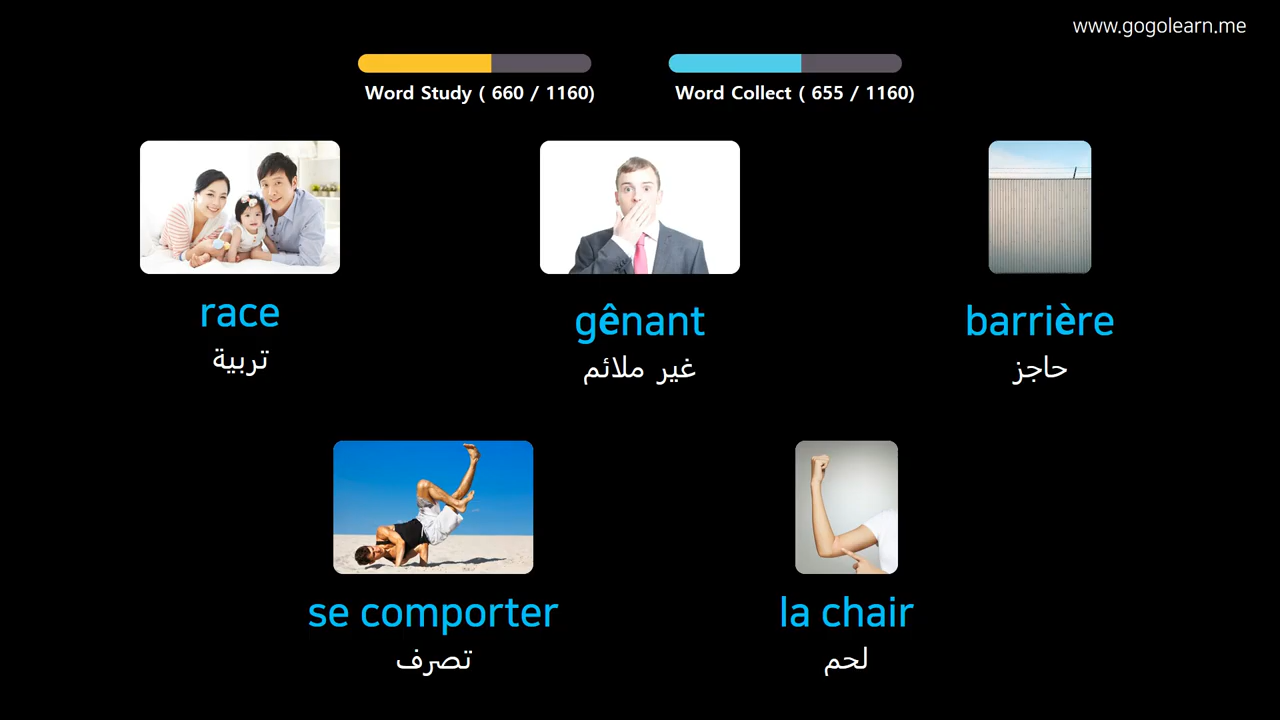 www.gogolearn.me
Word Study ( 660 / 1160)
Word Collect ( 655 / 1160)
race
تربية
gênant
غير ملائم
barrière
حاجز
se comporter
تصرف
la chair
لحم